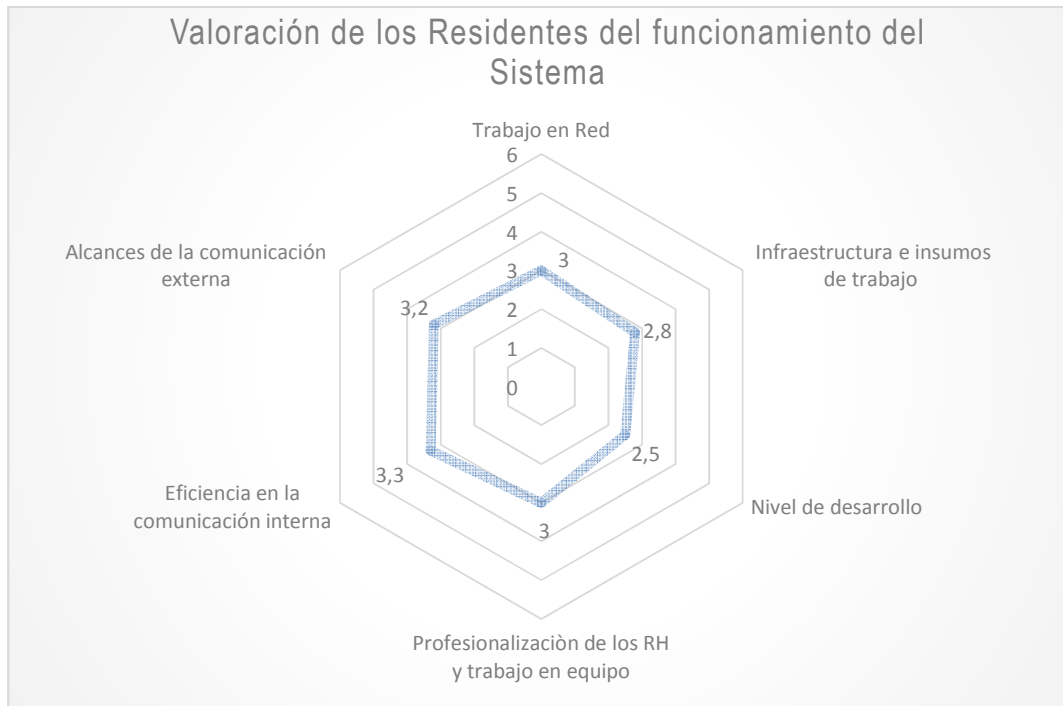 Valoración de los Residentes del funcionamiento del
Sistema
Trabajo en Red
6
5
4
3
2
1
0
3
2,8
2,5
3
3,3
3,2
Infraestructura e insumos
de trabajo
Nivel de desarrollo
Profesionalizaciòn de los RH
y trabajo en equipo
Eficiencia en la
comunicación interna
Alcances de la comunicación
externa